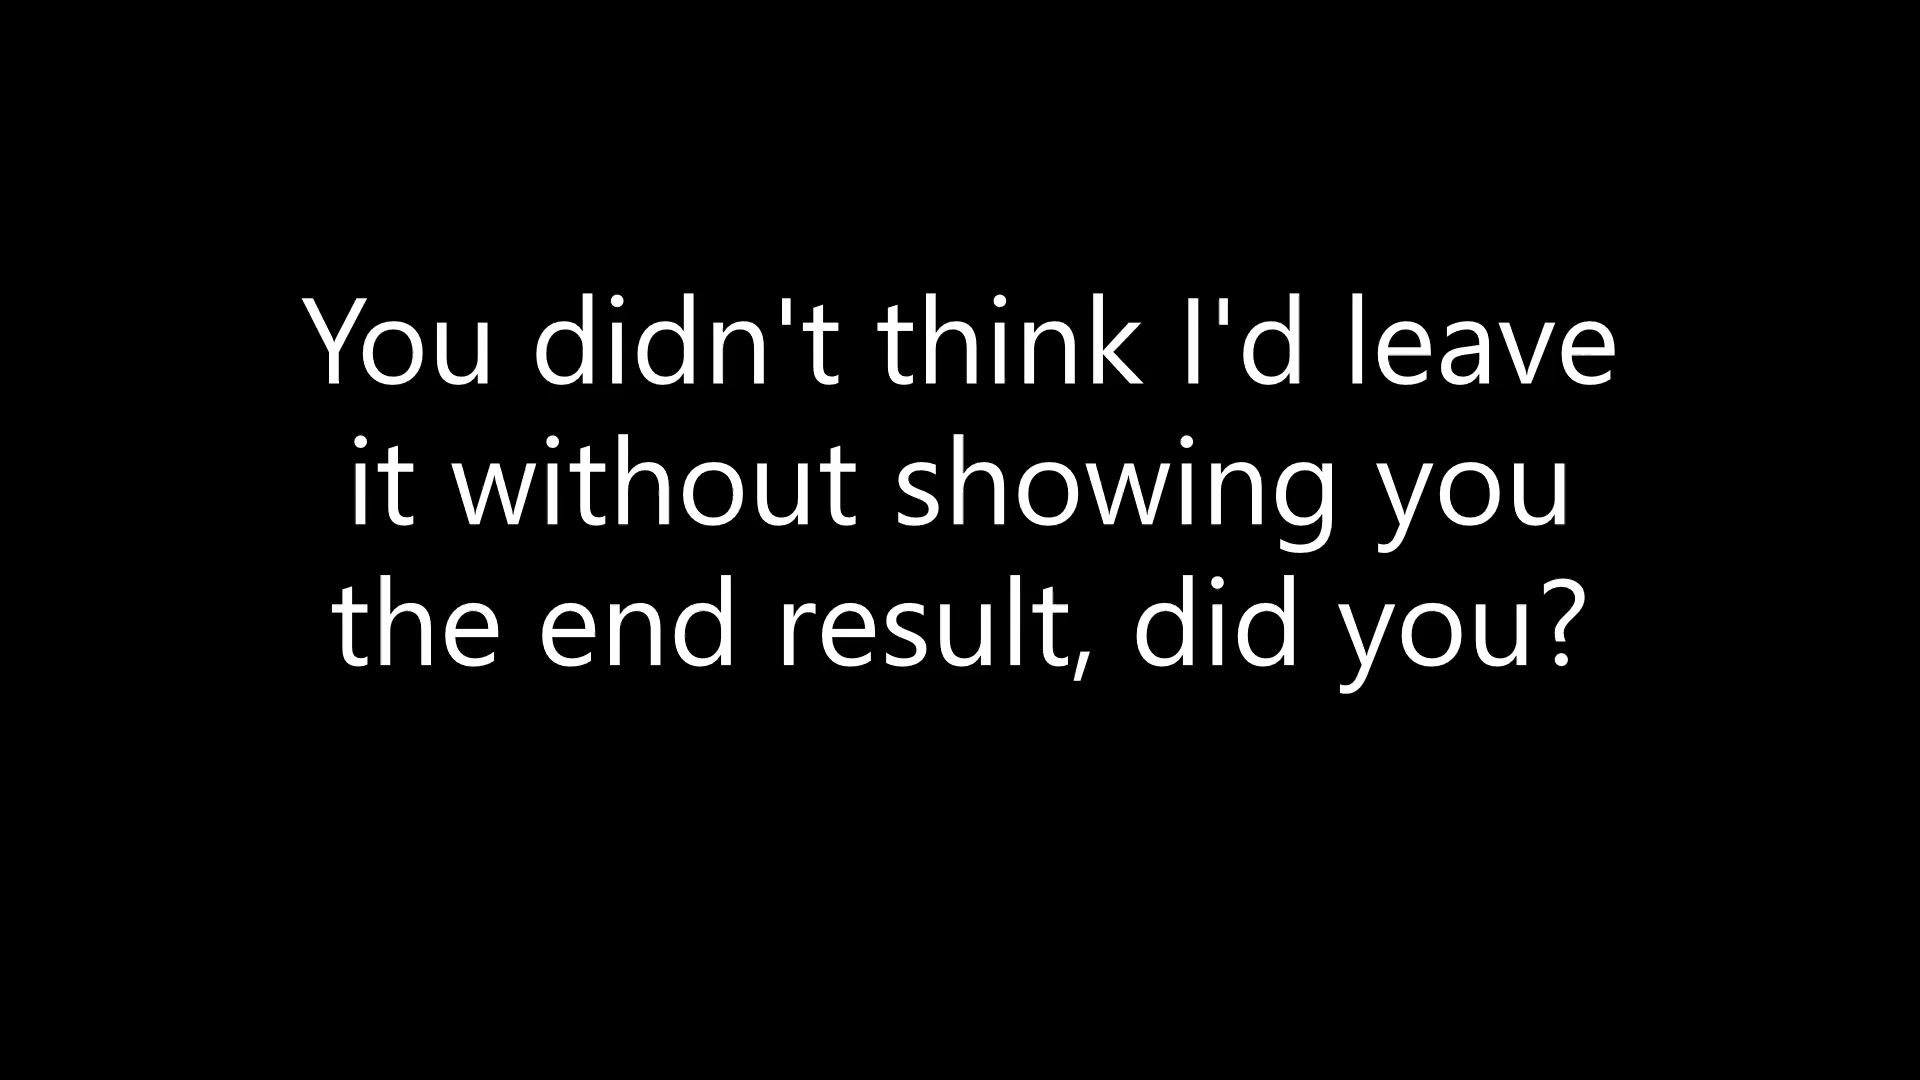 You didn't think I'd leave
it without showing you
the end result, did you?